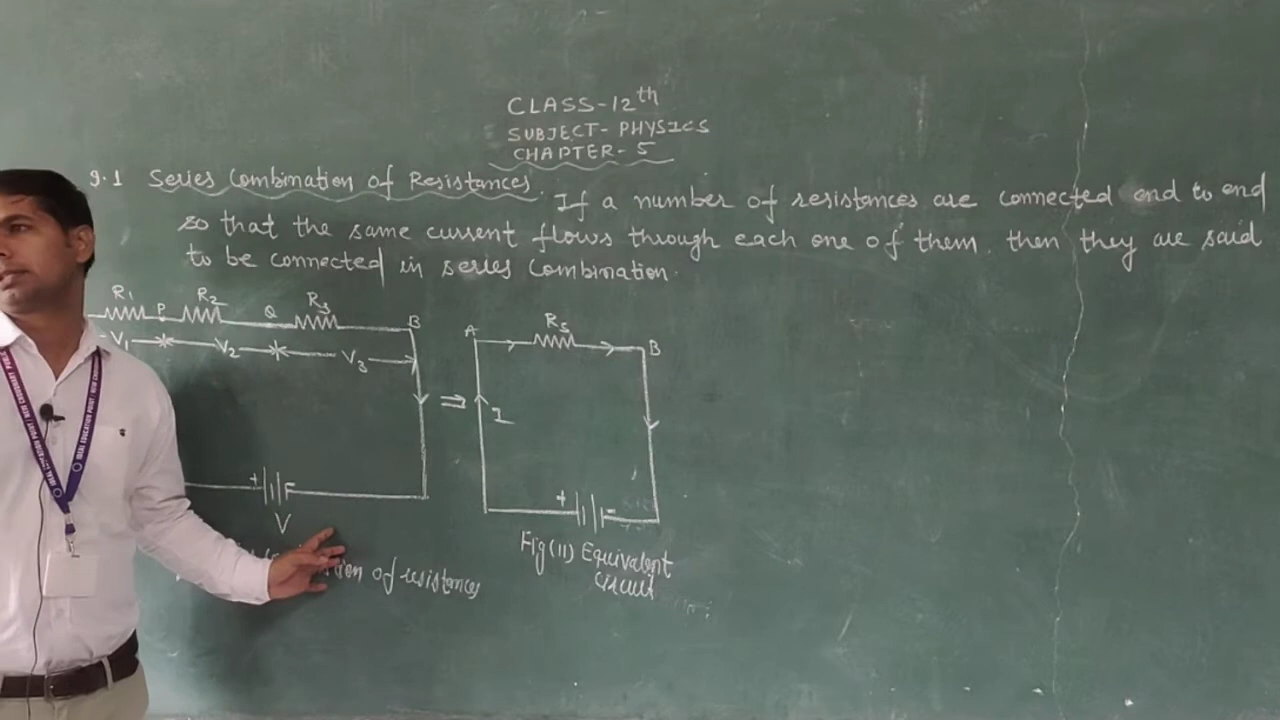 CLASS-12th
SUBJECT- PHYSICS
CHAPTER- 5
9.1 Series Combination of Resistances. If a number of resistances are connected end to end
so that the same current flows through each one of them, then they are said
to be connected in series combination.
R1 P R2 Q R3 B
V1 V2 V3
+ -
V
of resistances
A R5 B
I
+ -
Fig (11) Equivalent
circuit